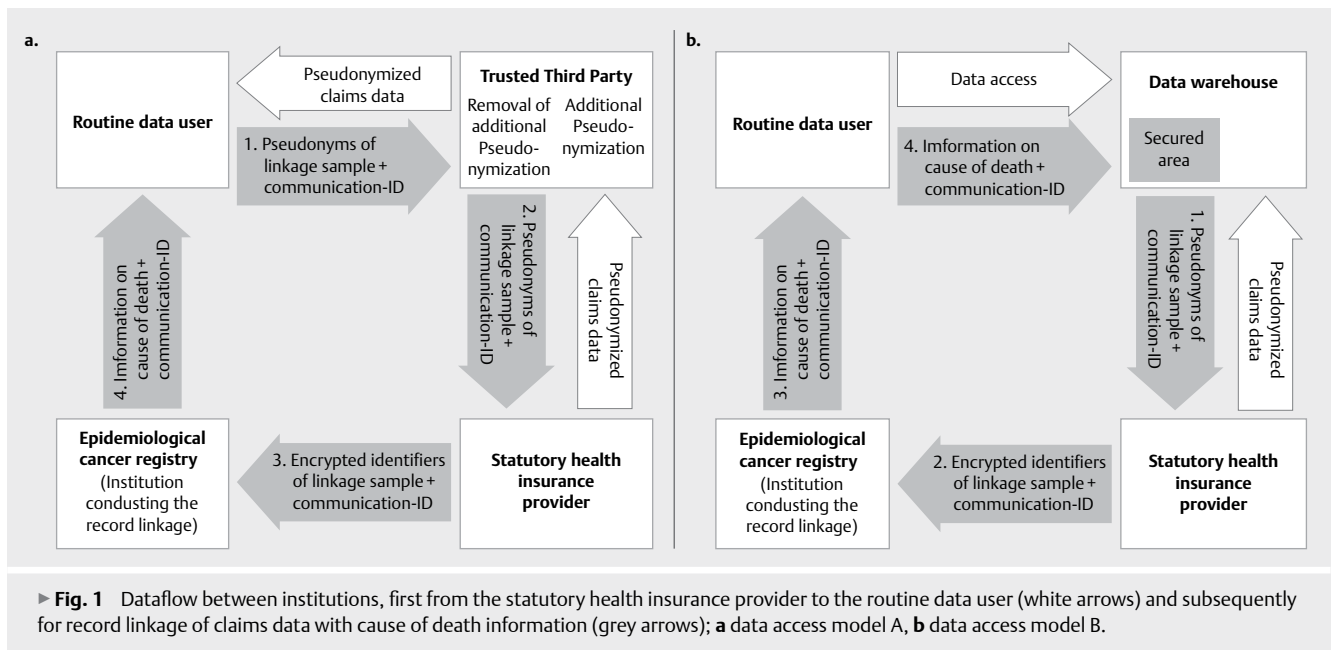 a.
Routine data user
Pseudonymized
claims data
1. Pseudonyms of
linkage sample +
communication-ID
Trusted Third Party
Removal of
additional
Pseudo-
nymization
Additional
Pseudo-
nymization
2. Pseudonyms of
linkage sample +
communication-ID
Pseudonymized
claims data
4. Imformation on
cause of death +
communication-ID
Epidemiological
cancer registry
(Institution
condusting the
record linkage)
3. Encrypted identifiers
of linkage sample +
communication-ID
Statutory health
insurance
provider
b.
Routine data user
Data access
4. Imformation on
cause of death +
communication-ID
Data warehouse
Secured
area
1. Pseudonyms of
linkage sample +
communication-ID
Pseudonymized
claims data
3. Imformation on
cause of death +
communication-ID
Epidemiological
cancer registry
(Institution
condusting the
record linkage)
2. Encrypted identifiers
of linkage sample +
communication-ID
Statutory health
insurance
provider
▶ Fig. 1 Dataflow between institutions, first from the statutory health insurance provider to the routine data user (white arrows) and subsequently
for record linkage of claims data with cause of death information (grey arrows); a data access model A, b data access model B.